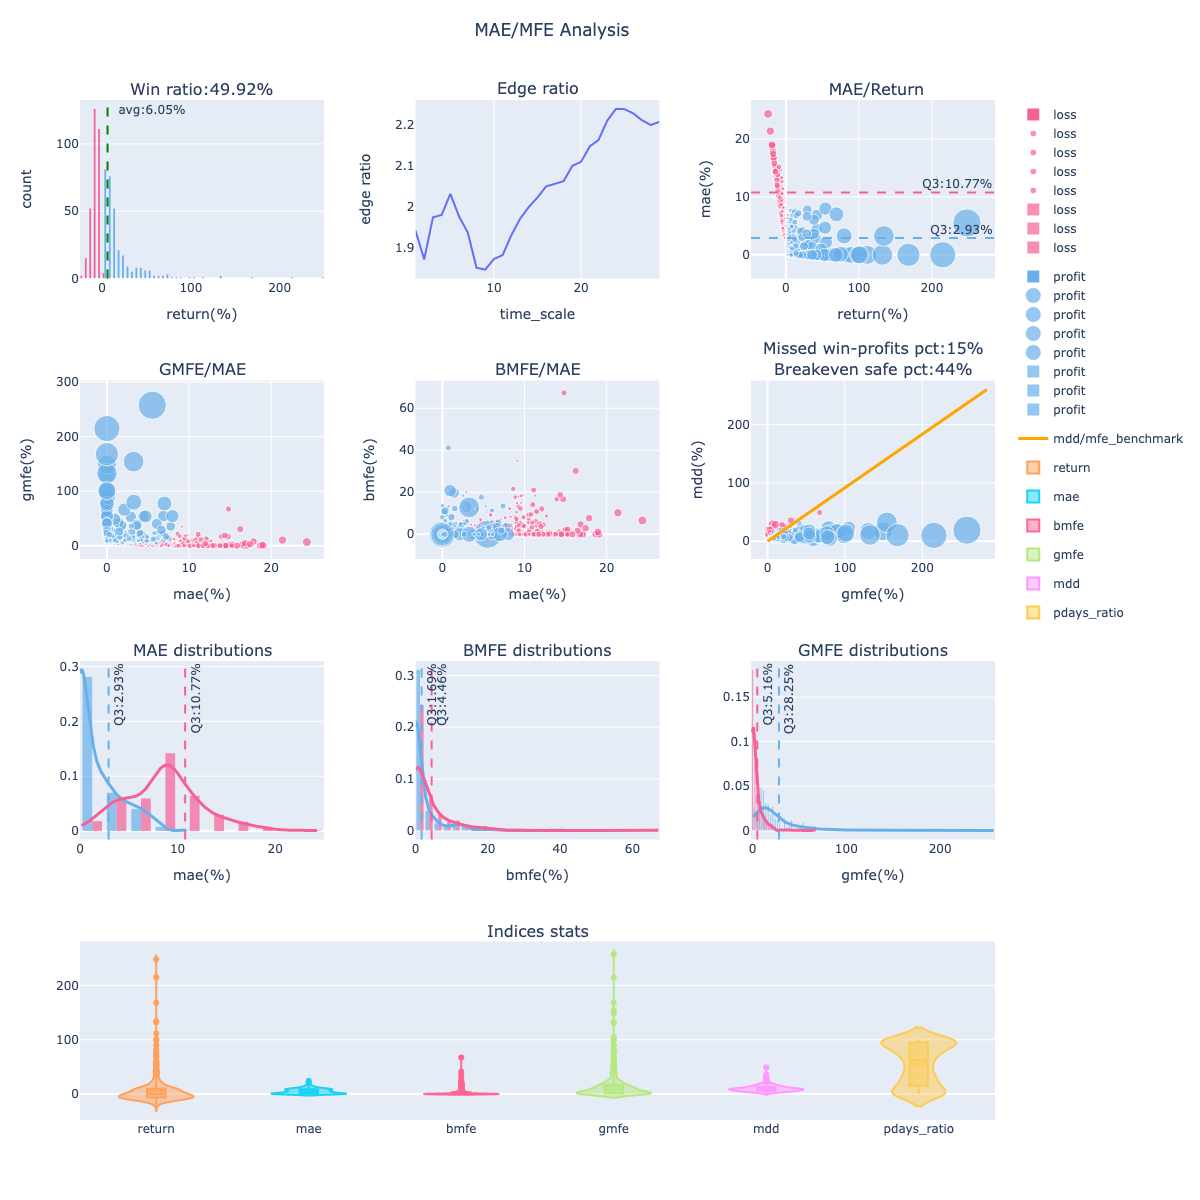 MAE/MFE Analysis
Win ratio:49.92%
avg:6.05%
count
0
50
100
0
100
200
return(%)
Edge ratio
edge ratio
1.9
2
2.1
2.2
10
20
time_scale
MAE/Return
mae(%)
0
10
20
Q3:10.77%
Q3:2.93%
0
100
200
return(%)
loss
loss
loss
loss
loss
loss
loss
loss
profit
profit
profit
profit
profit
profit
profit
profit
mdd/mfe_benchmark
return
mae
bmfe
gmfe
mdd
pdays_ratio
GMFE/MAE
gmfe(%)
0
100
200
300
0
10
20
mae(%)
BMFE/MAE
bmfe(%)
0
20
40
60
0
10
20
mae(%)
Missed win-profits pct:15%
Breakeven safe pct:44%
mdd(%)
0
100
200
0
100
200
gmfe(%)
MAE distributions
0
0.1
0.2
0.3
Q3:2.93%
Q3:10.77%
0
10
20
mae(%)
BMFE distributions
0
0.1
0.2
0.3
Q3:1.69%
Q3:4.46%
0
20
40
60
bmfe(%)
GMFE distributions
0
0.05
0.1
0.15
Q3:5.16%
Q3:28.25%
0
100
200
gmfe(%)
Indices stats
0
100
200
return
mae
bmfe
gmfe
mdd
pdays_ratio